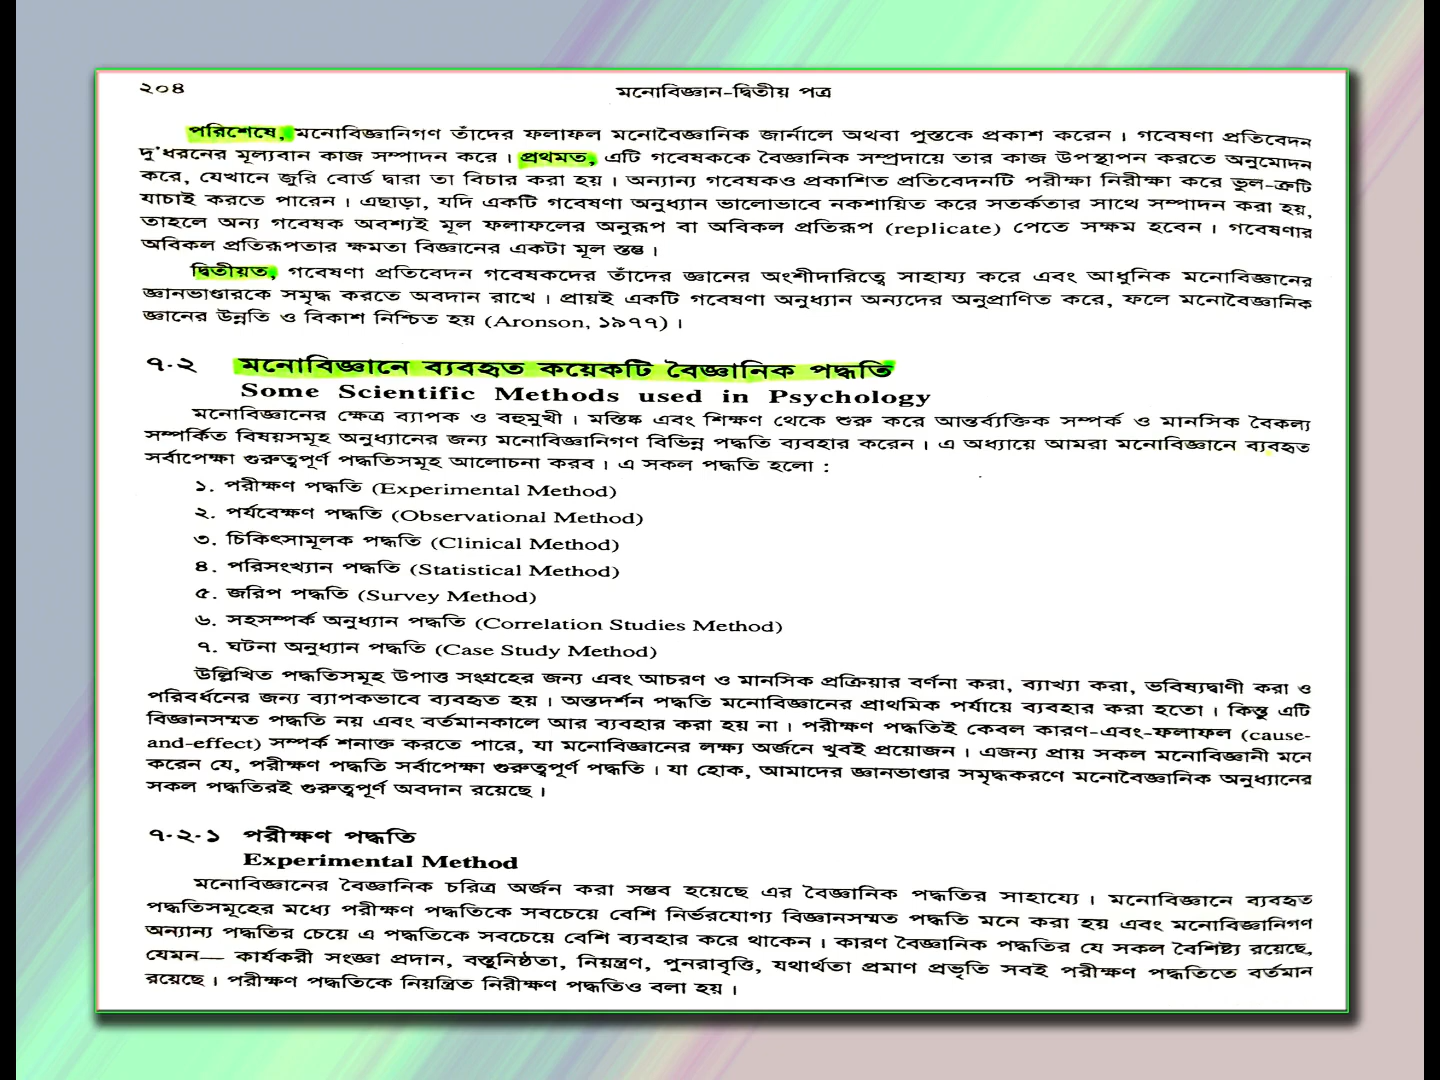 ২০৪
মনোবিজ্ঞান-দ্বিতীয় পত্র
পরিশেষে, মনোবিজ্ঞানিগণ তাঁদের ফলাফল মনোবৈজ্ঞানিক জার্নালে অথবা পুস্তকে প্রকাশ করেন। গবেষণা প্রতিবেদন
দু'ধরনের মূল্যবান কাজ সম্পাদন করে। প্রথমত, এটি গবেষককে বৈজ্ঞানিক সম্প্রদায়ে তার কাজ উপস্থাপন করতে অনুমোদন
করে, যেখানে জুরি বোর্ড দ্বারা তা বিচার করা হয়। অন্যান্য গবেষকও প্রকাশিত প্রতিবেদনটি পরীক্ষা নিরীক্ষা করে ভুল-ত্রুটি
যাচাই করতে পারেন। এছাড়া, যদি একটি গবেষণা অনুধ্যান ভালোভাবে নকশায়িত করে সতর্কতার সাথে সম্পাদন করা হয়,
তাহলে অন্য গবেষক অবশ্যই মূল ফলাফলের অনুরূপ বা অবিকল প্রতিরূপ (replicate) পেতে সক্ষম হবেন। গবেষণার
অবিকল প্রতিরূপতার ক্ষমতা বিজ্ঞানের একটা মূল স্তম্ভ।
দ্বিতীয়ত, গবেষণা প্রতিবেদন গবেষকদের তাঁদের জ্ঞানের অংশীদারিত্বে সাহায্য করে এবং আধুনিক মনোবিজ্ঞানের
জ্ঞানভাণ্ডারকে সমৃদ্ধ করতে অবদান রাখে। প্রায়ই একটি গবেষণা অনুধ্যান অন্যদের অনুপ্রাণিত করে, ফলে মনোবৈজ্ঞানিক
জ্ঞানের উন্নতি ও বিকাশ নিশ্চিত হয় (Aronson, ১৯৭৭)।
৭·২ মনোবিজ্ঞানে ব্যবহৃত কয়েকটি বৈজ্ঞানিক পদ্ধতি
Some Scientific Methods used in Psychology
মনোবিজ্ঞানের ক্ষেত্র ব্যাপক ও বহুমুখী। মস্তিষ্ক এবং শিক্ষণ থেকে শুরু করে আন্তর্ব্যক্তিক সম্পর্ক ও মানসিক বৈকল্য
সম্পর্কিত বিষয়সমূহ অনুধ্যানের জন্য মনোবিজ্ঞানিগণ বিভিন্ন পদ্ধতি ব্যবহার করেন। এ অধ্যায়ে আমরা মনোবিজ্ঞানে ব্যবহৃত
সর্বাপেক্ষা গুরুত্বপূর্ণ পদ্ধতিসমূহ আলোচনা করব। এ সকল পদ্ধতি হলো :
১. পরীক্ষণ পদ্ধতি (Experimental Method)
২. পর্যবেক্ষণ পদ্ধতি (Observational Method)
৩. চিকিৎসামূলক পদ্ধতি (Clinical Method)
৪. পরিসংখ্যান পদ্ধতি (Statistical Method)
৫. জরিপ পদ্ধতি (Survey Method)
৬. সহসম্পর্ক অনুধ্যান পদ্ধতি (Correlation Studies Method)
৭. ঘটনা অনুধ্যান পদ্ধতি (Case Study Method)
উল্লিখিত পদ্ধতিসমূহ উপাত্ত সংগ্রহের জন্য এবং আচরণ ও মানসিক প্রক্রিয়ার বর্ণনা করা, ব্যাখ্যা করা, ভবিষ্যদ্বাণী করা ও
পরিবর্ধনের জন্য ব্যাপকভাবে ব্যবহৃত হয়। অন্তদর্শন পদ্ধতি মনোবিজ্ঞানের প্রাথমিক পর্যায়ে ব্যবহার করা হতো। কিন্তু এটি
বিজ্ঞানসম্মত পদ্ধতি নয় এবং বর্তমানকালে আর ব্যবহার করা হয় না। পরীক্ষণ পদ্ধতিই কেবল কারণ-এবং-ফলাফল (cause-
and-effect) সম্পর্ক শনাক্ত করতে পারে, যা মনোবিজ্ঞানের লক্ষ্য অর্জনে খুবই প্রয়োজন। এজন্য প্রায় সকল মনোবিজ্ঞানী মনে
করেন যে, পরীক্ষণ পদ্ধতি সর্বাপেক্ষা গুরুত্বপূর্ণ পদ্ধতি। যা হোক, আমাদের জ্ঞানভাণ্ডার সমৃদ্ধকরণে মনোবৈজ্ঞানিক অনুধ্যানের
সকল পদ্ধতিরই গুরুত্বপূর্ণ অবদান রয়েছে।
৭·২·১ পরীক্ষণ পদ্ধতি
Experimental Method
মনোবিজ্ঞানের বৈজ্ঞানিক চরিত্র অর্জন করা সম্ভব হয়েছে এর বৈজ্ঞানিক পদ্ধতির সাহায্যে। মনোবিজ্ঞানে ব্যবহৃত
পদ্ধতিসমূহের মধ্যে পরীক্ষণ পদ্ধতিকে সবচেয়ে বেশি নির্ভরযোগ্য বিজ্ঞানসম্মত পদ্ধতি মনে করা হয় এবং মনোবিজ্ঞানিগণ
অন্যান্য পদ্ধতির চেয়ে এ পদ্ধতিকে সবচেয়ে বেশি ব্যবহার করে থাকেন। কারণ বৈজ্ঞানিক পদ্ধতির যে সকল বৈশিষ্ট্য রয়েছে,
যেমন— কার্যকরী সংজ্ঞা প্রদান, বস্তুনিষ্ঠতা, নিয়ন্ত্রণ, পুনরাবৃত্তি, যথার্থতা প্রমাণ প্রভৃতি সবই পরীক্ষণ পদ্ধতিতে বর্তমান
রয়েছে। পরীক্ষণ পদ্ধতিকে নিয়ন্ত্রিত নিরীক্ষণ পদ্ধতিও বলা হয়।